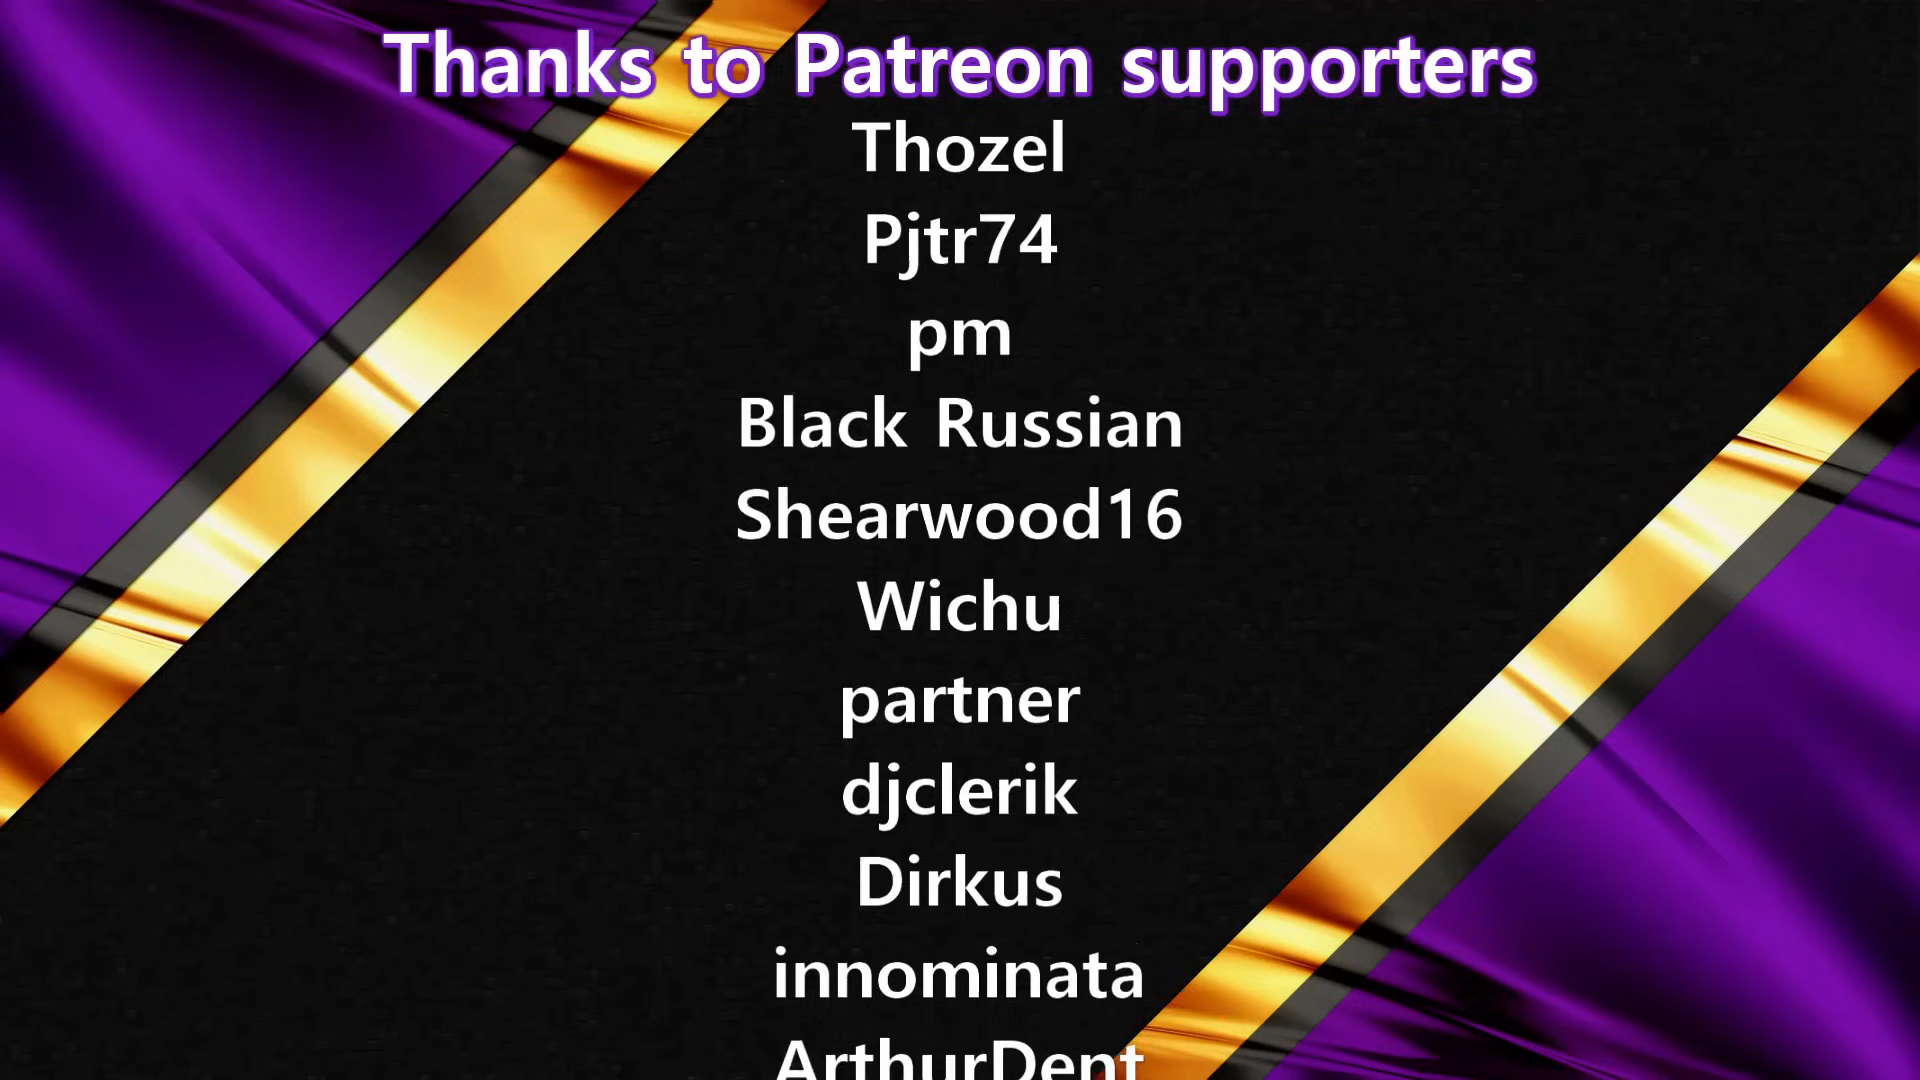 Thanks to Patreon supporters
Thozel
Pjtr74
pm
Black Russian
Shearwood16
Wichu
partner
djclerik
Dirkus
innominata
ArthurDent